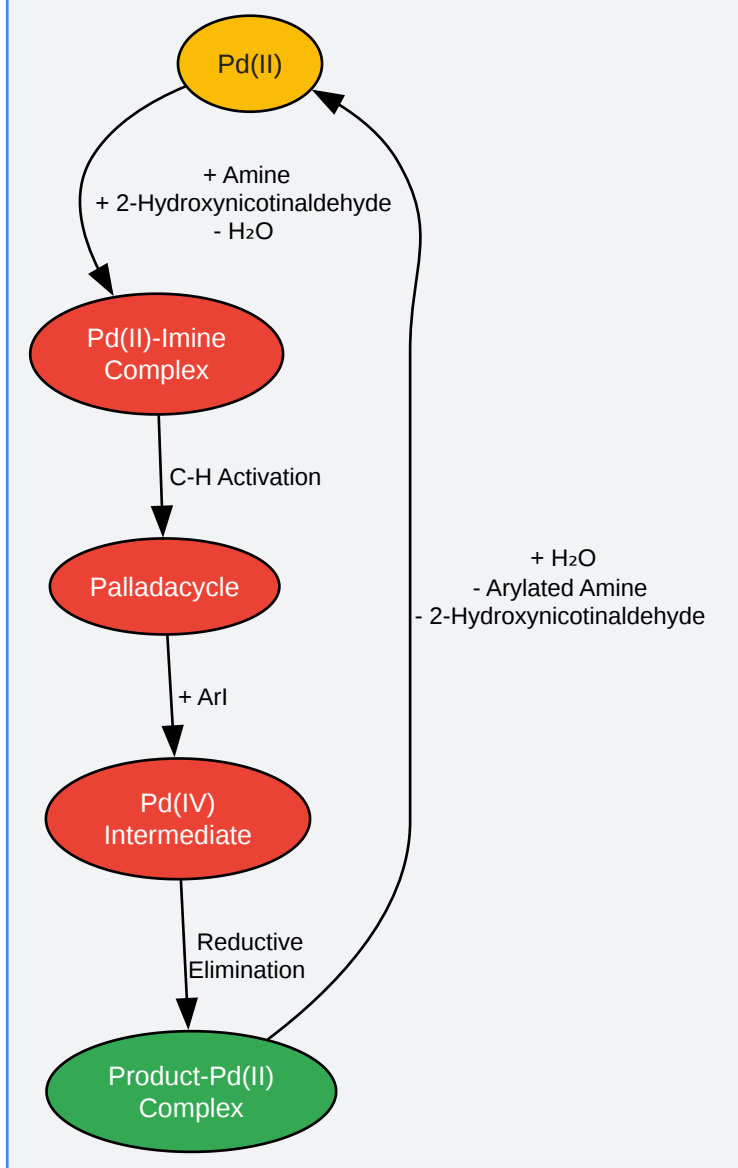 Pd(II)
+ Amine
+ 2-Hydroxynicotinaldehyde
- H₂O
Pd(II)-Imine
Complex
C-H Activation
Palladacycle
+ ArI
Pd(IV)
Intermediate
Reductive
Elimination
Product-Pd(II)
Complex
+ H₂O
- Arylated Amine
- 2-Hydroxynicotinaldehyde